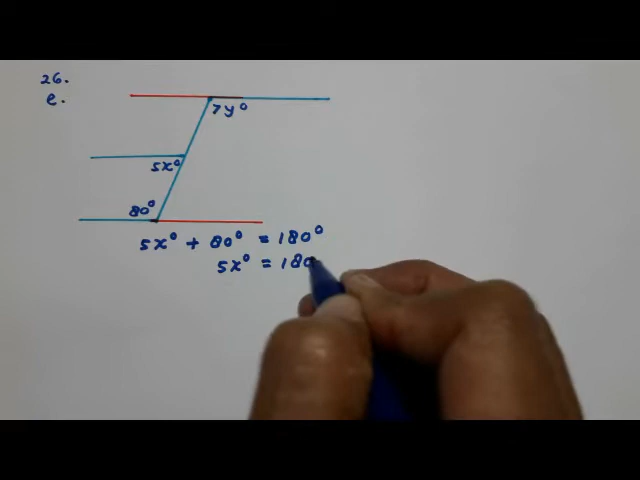 26.
e.
7y°
5x°
80°
5x° + 80° = 180°
5x° = 180